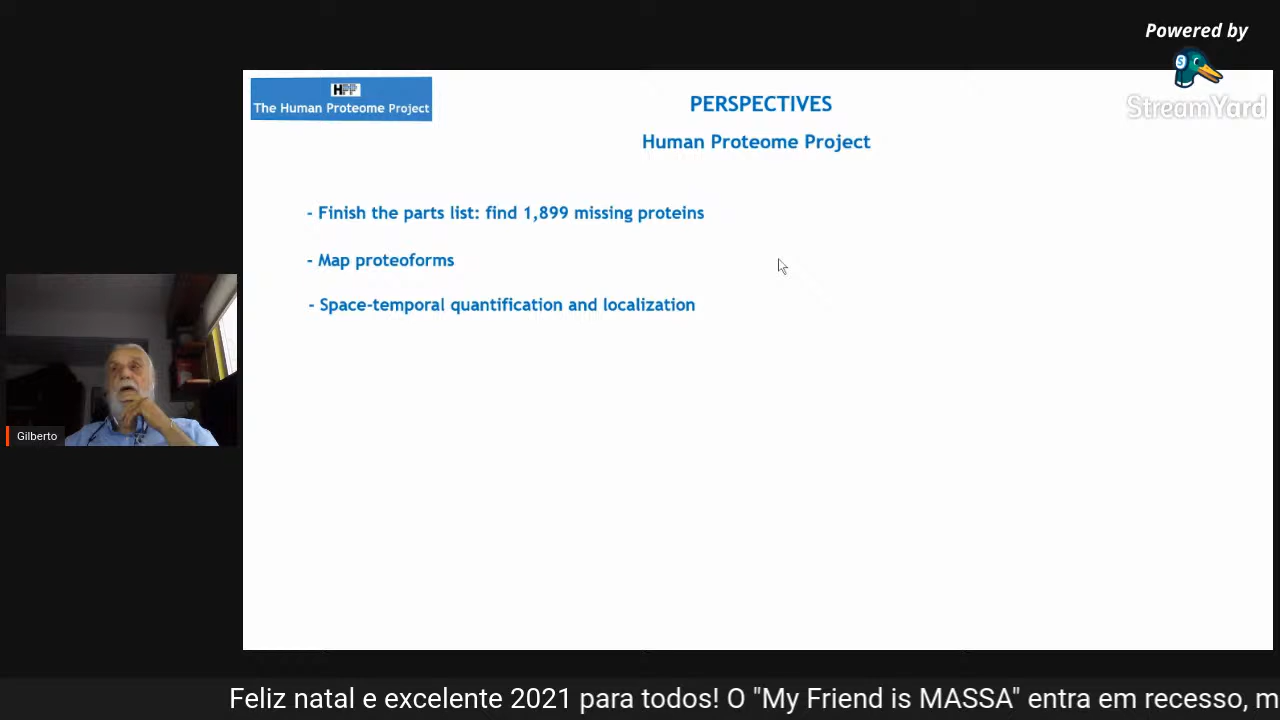 Powered by
StreamYard
HPP
The Human Proteome Project
PERSPECTIVES
Human Proteome Project
- Finish the parts list: find 1,899 missing proteins
- Map proteoforms
- Space-temporal quantification and localization
Gilberto
Feliz natal e excelente 2021 para todos! O "My Friend is MASSA" entra em recesso, m